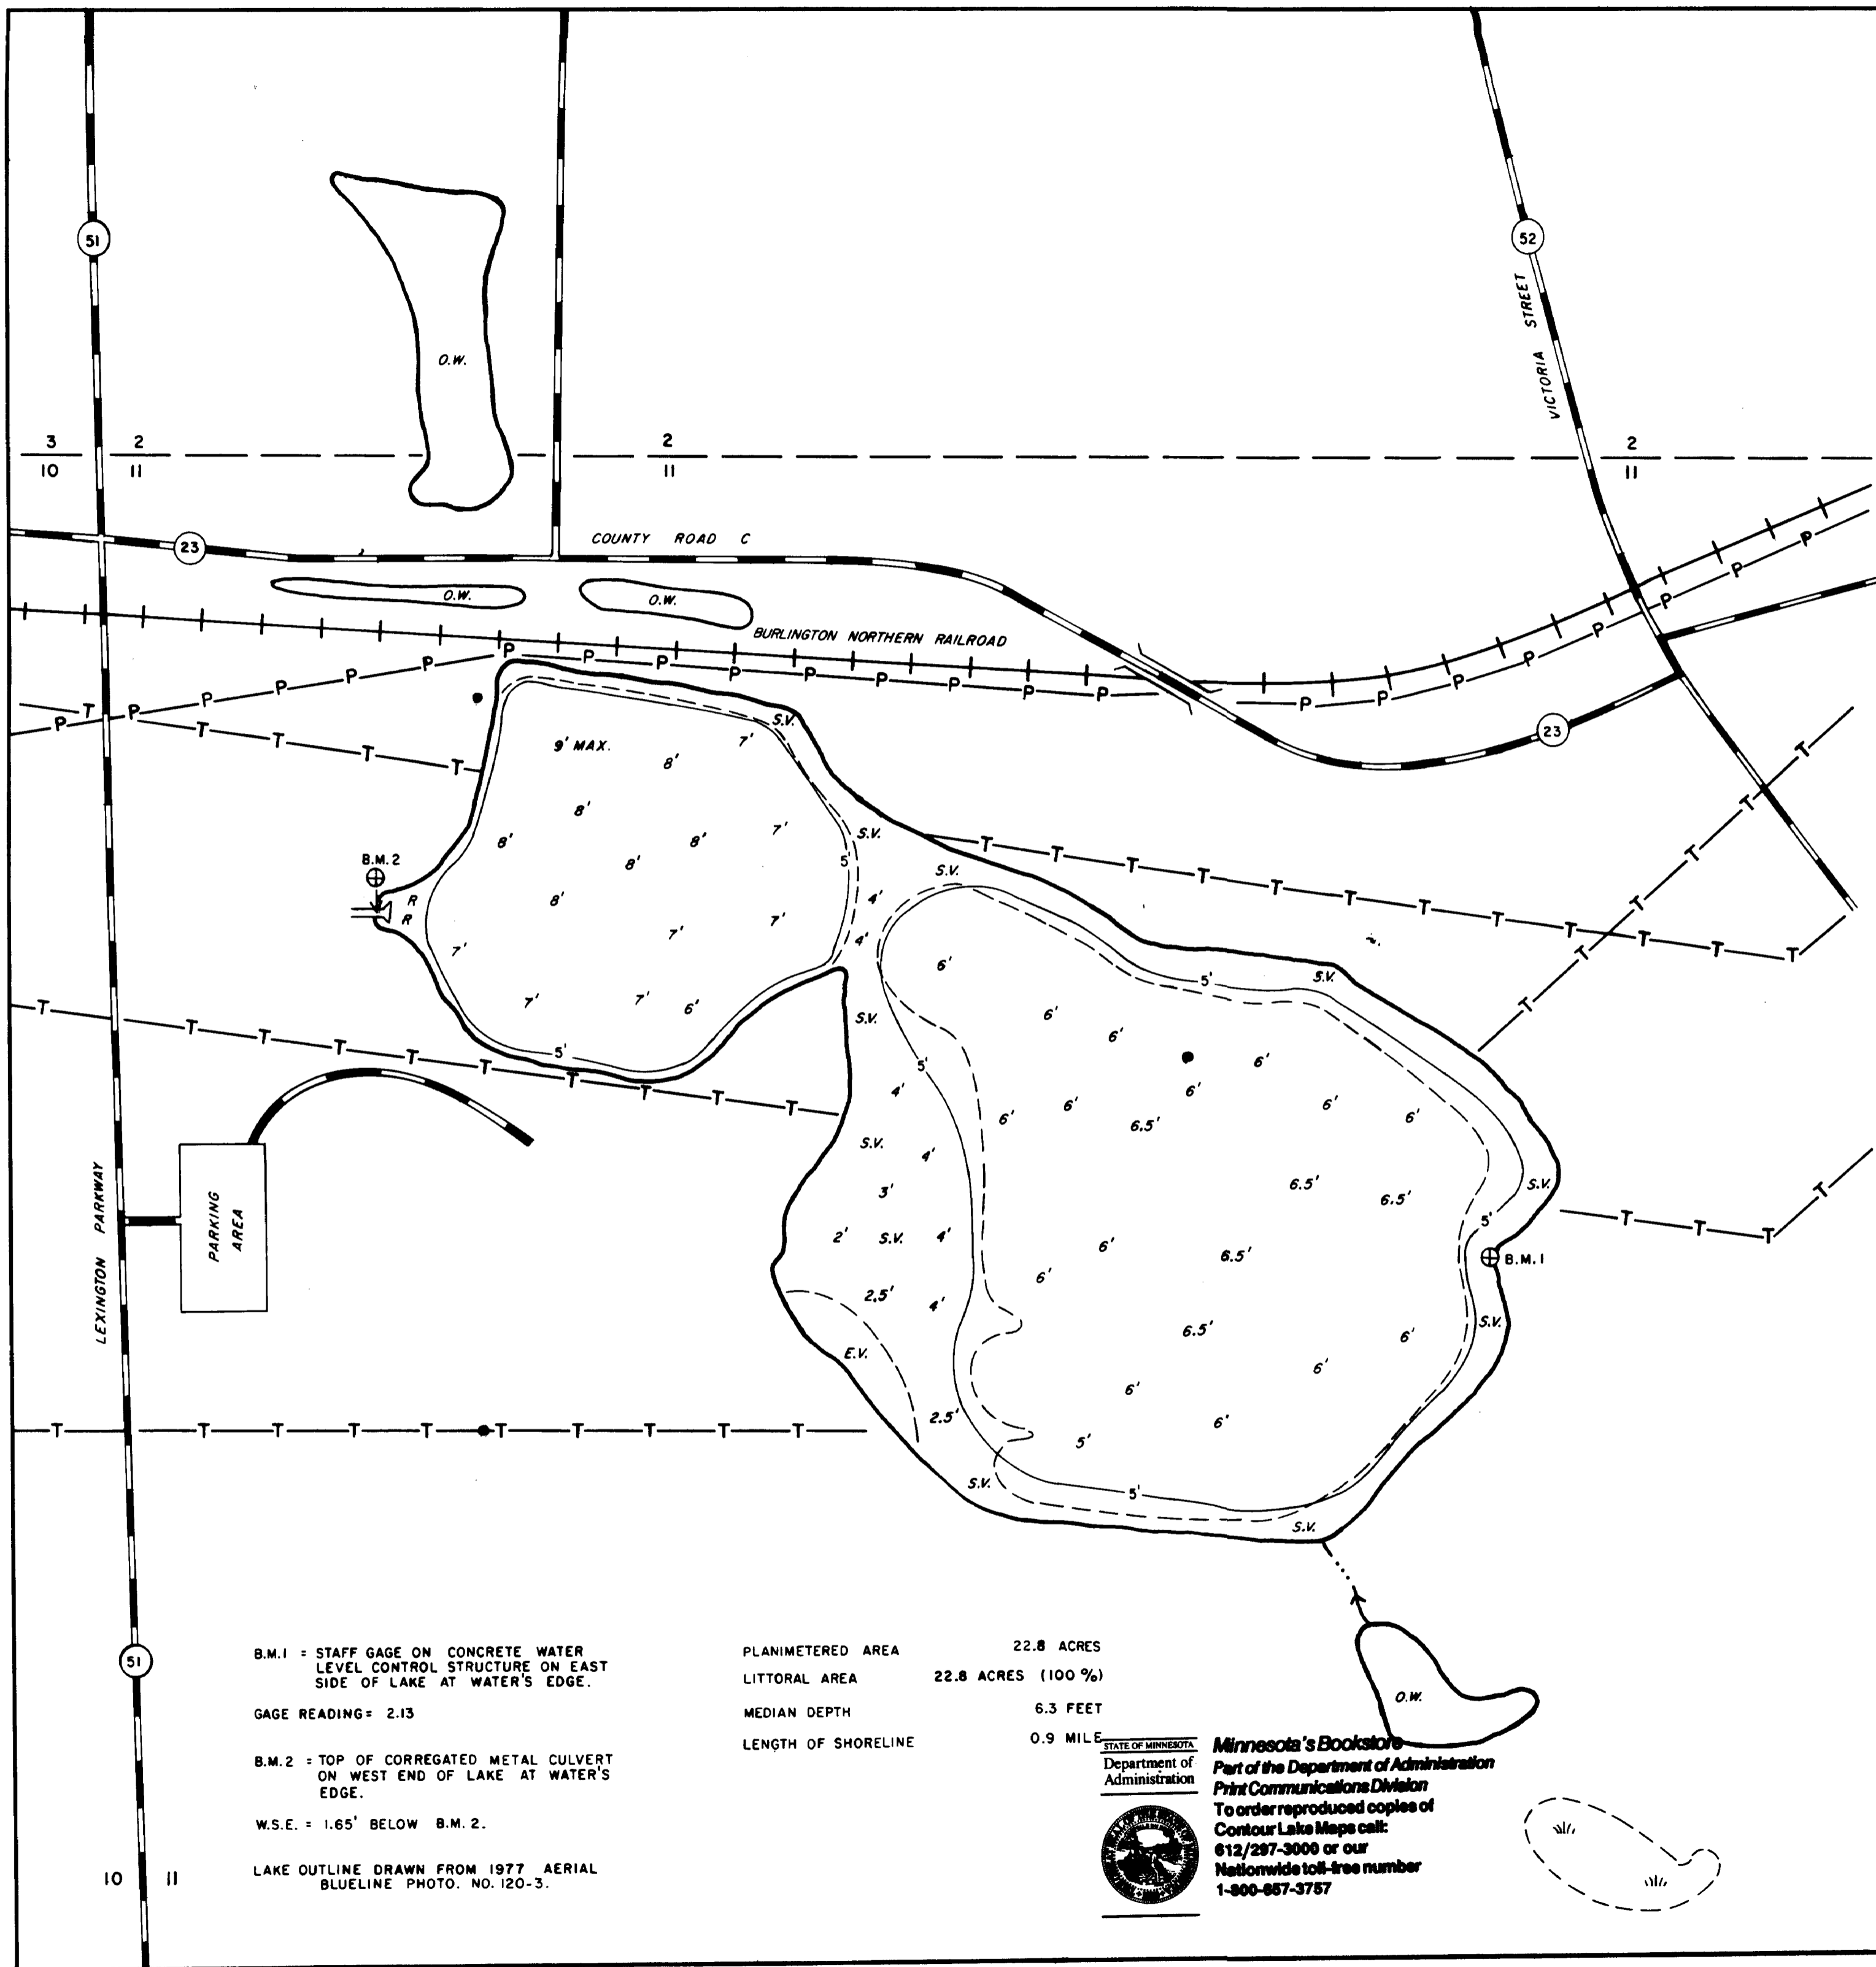 51
52
VICTORIA STREET
O.W.
3 2 2 2
10 11 11 11
23
COUNTY ROAD C
O.W.
O.W.
BURLINGTON NORTHERN RAILROAD
P P P P P P P P P P P P P P P P P P P P P P P
T T T T T
23
S.V.
9' MAX.
7'
8'
8'
7'
S.V.
8'
8'
8'
5'
B.M. 2
S.V.
R
R
8'
4'
7'
7'
7'
4'
6'
7'
7'
6'
5'
S.V.
5'
S.V.
6'
6'
6'
6'
5'
4'
6'
6'
6'
6'
6'
6.5'
S.V.
4'
3'
6.5'
6.5'
S.V.
5'
2'
S.V.
4'
6'
6.5'
B.M. 1
6'
2.5'
4'
6.5'
6'
S.V.
E.V.
6'
6'
2.5'
6'
5'
S.V.
5'
S.V.
LEXINGTON PARKWAY
PARKING
AREA
T T T T T T T T T T
51
O.W.
B.M.1 = STAFF GAGE ON CONCRETE WATER
LEVEL CONTROL STRUCTURE ON EAST
SIDE OF LAKE AT WATER'S EDGE.
GAGE READING = 2.13
B.M.2 = TOP OF CORREGATED METAL CULVERT
ON WEST END OF LAKE AT WATER'S
EDGE.
W.S.E. = 1.65' BELOW B.M. 2.
LAKE OUTLINE DRAWN FROM 1977 AERIAL
BLUELINE PHOTO. NO. 120-3.
10 11
PLANIMETERED AREA 22.8 ACRES
LITTORAL AREA 22.8 ACRES (100 %)
MEDIAN DEPTH 6.3 FEET
LENGTH OF SHORELINE 0.9 MILE
STATE OF MINNESOTA
Department of
Administration
Minnesota's Bookstore
Part of the Department of Administration
Print Communications Division
To order reproduced copies of
Contour Lake Maps call:
612/297-3000 or our
Nationwide toll-free number
1-800-657-3757